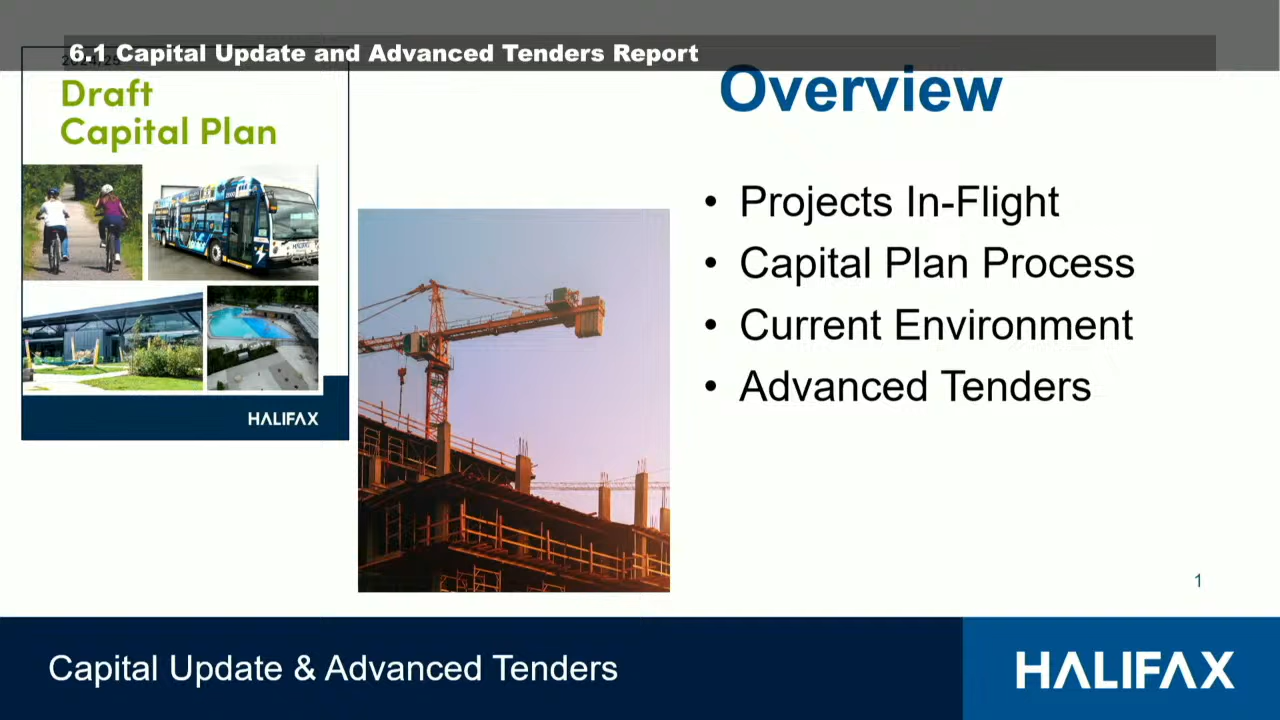 6.1 Capital Update and Advanced Tenders Report
Draft
Capital Plan
HALIFAX
Overview
• Projects In-Flight
• Capital Plan Process
• Current Environment
• Advanced Tenders
1
Capital Update & Advanced Tenders
HALIFAX